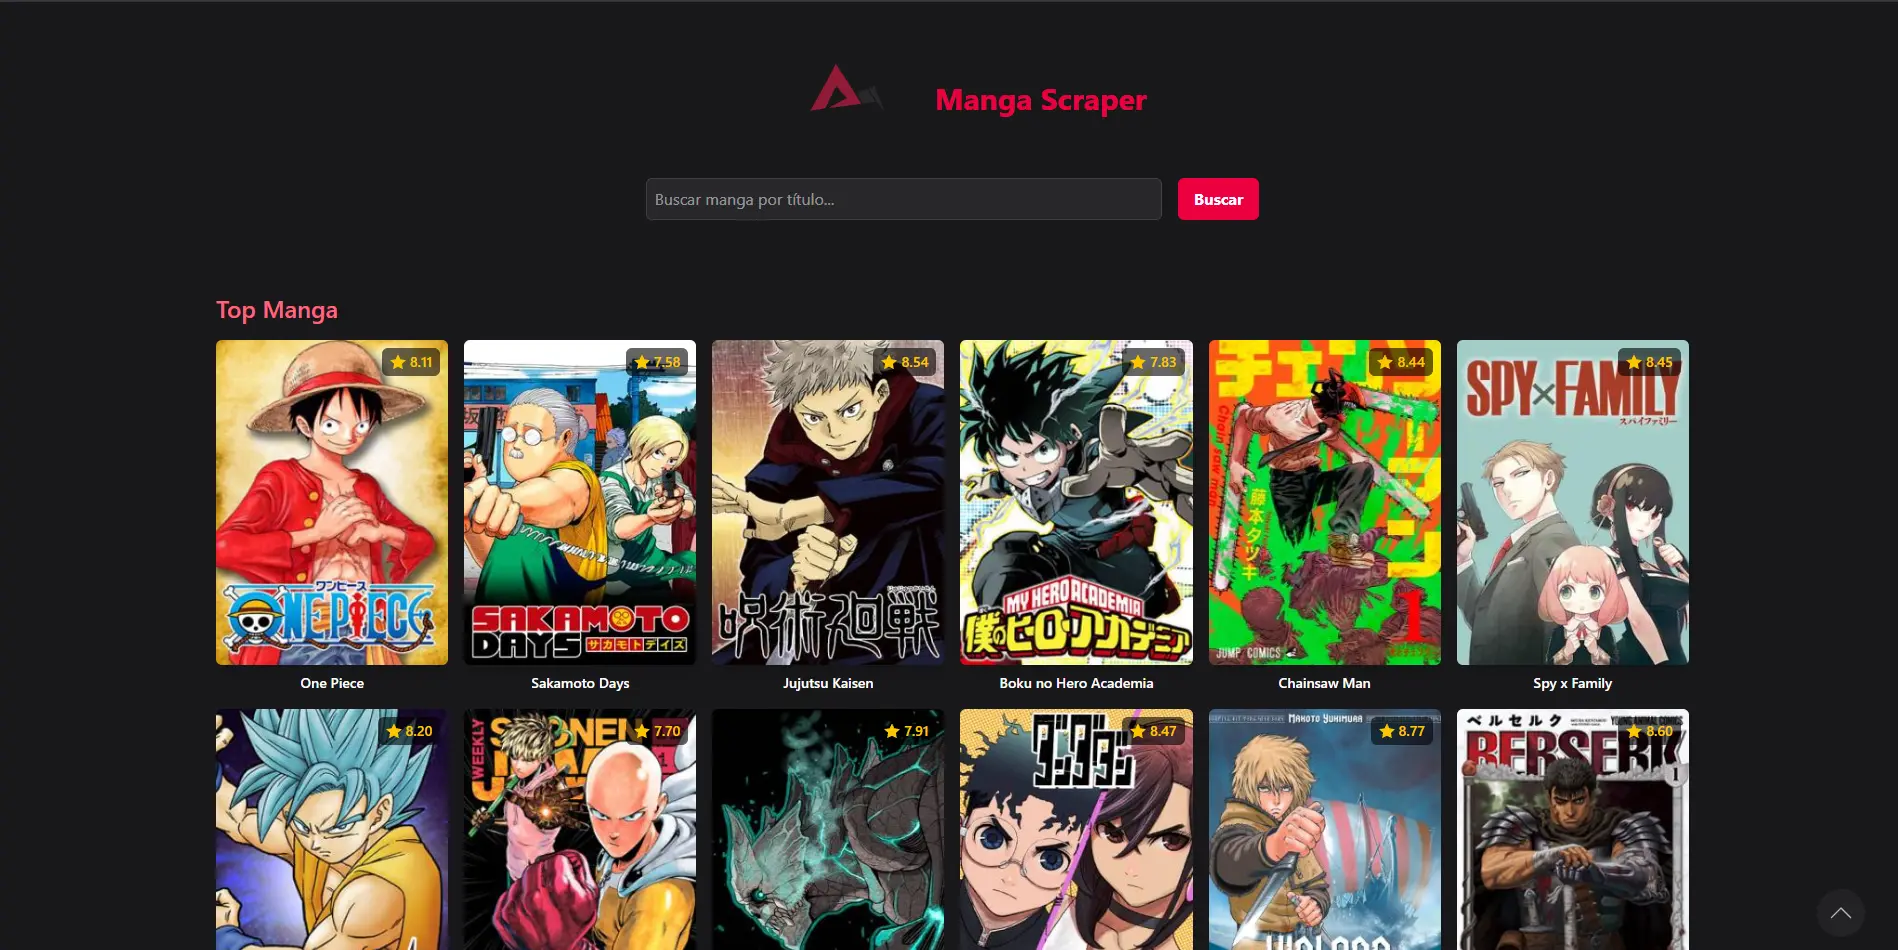 Manga Scraper
Buscar manga por título...
Buscar
Top Manga
8.11
7.58
8.54
7.83
8.44
8.45
ワンピース
ONE PIECE
SAKAMOTO
DAYS サカモトデイズ
呪術廻戦
MY HERO ACADEMIA
僕のヒーローアカデミア
チェンソーマン
Chainsaw man
藤本タツキ
1
JUMP COMICS
SPY×FAMILY
スパイファミリー
One Piece
Sakamoto Days
Jujutsu Kaisen
Boku no Hero Academia
Chainsaw Man
Spy x Family
8.20
7.70
7.91
8.47
8.77
8.60
WEEKLY
ダンダダン
MAKOTO YUKIMURA
ベルセルク
YOUNG ANIMAL COMICS
BERSERK
1